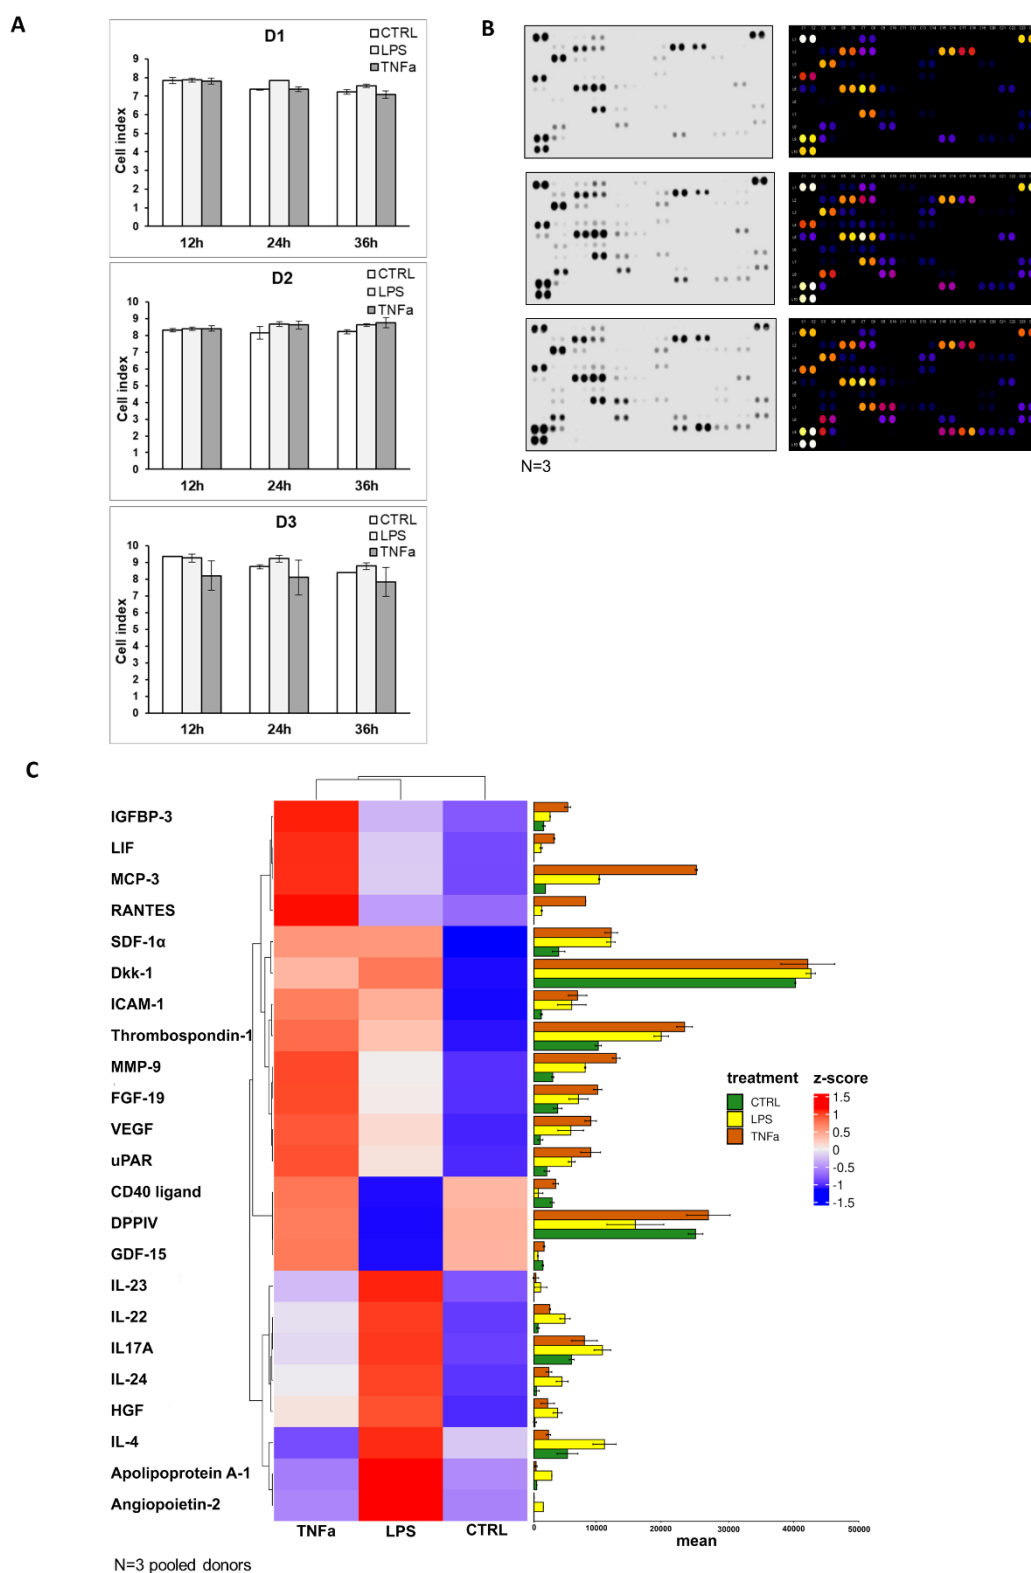 A
D1
CTRL
LPS
TNFa
Cell index
9
8
7
6
5
4
3
2
1
0
12h 24h 36h
D2
CTRL
LPS
TNFa
Cell index
10
9
8
7
6
5
4
3
2
1
0
12h 24h 36h
D3
CTRL
LPS
TNFa
Cell index
10
9
8
7
6
5
4
3
2
1
0
12h 24h 36h
B
N=3
C
IGFBP-3
LIF
MCP-3
RANTES
SDF-1α
Dkk-1
ICAM-1
Thrombospondin-1
MMP-9
FGF-19
VEGF
uPAR
CD40 ligand
DPPIV
GDF-15
IL-23
IL-22
IL17A
IL-24
HGF
IL-4
Apolipoprotein A-1
Angiopoietin-2
TNFa LPS CTRL
0 10000 20000 30000 40000 50000
mean
treatment
CTRL
LPS
TNFa
z-score
1.5
1
0.5
0
-0.5
-1
-1.5
N=3 pooled donors